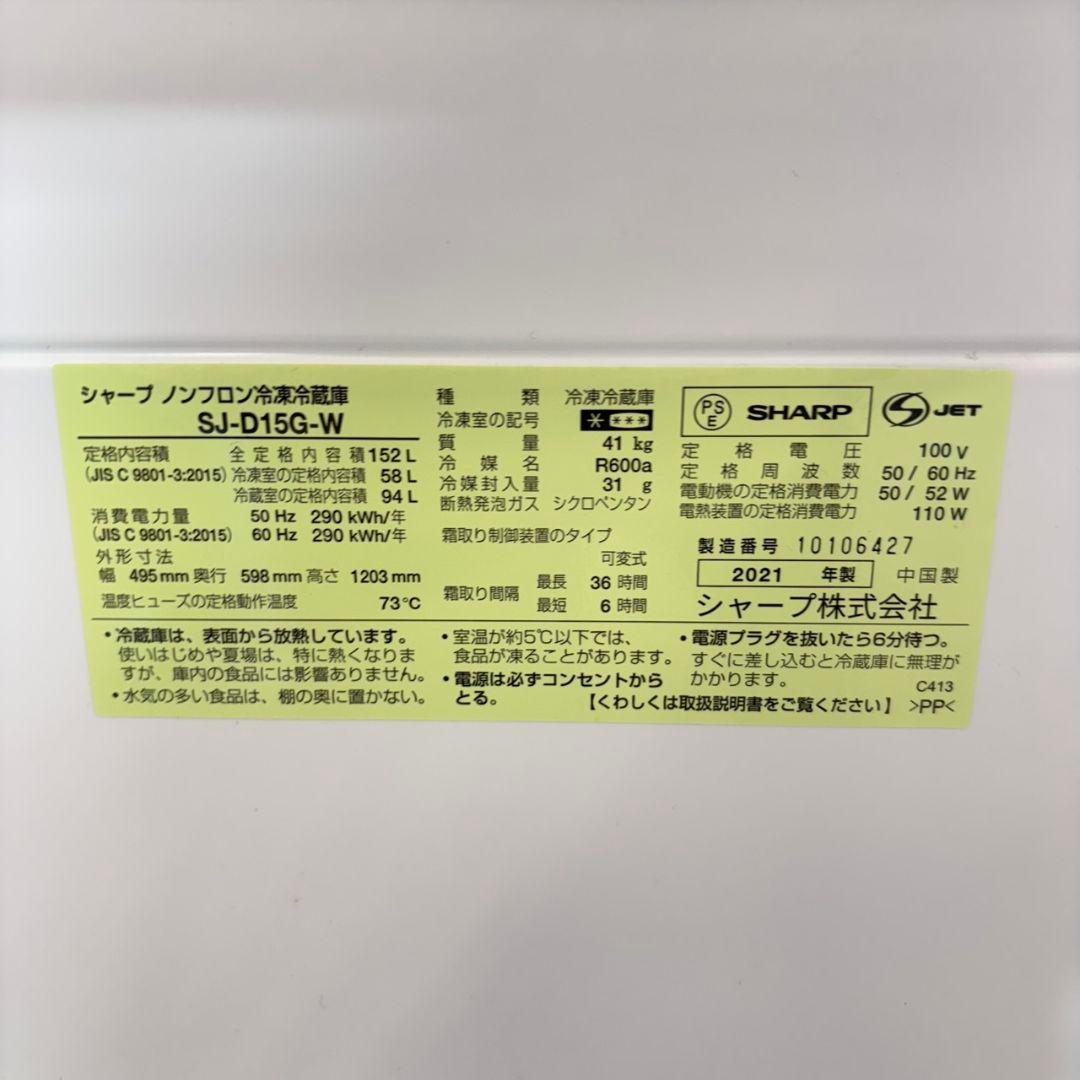 シャープ ノンフロン冷凍冷蔵庫
SJ-D15G-W
定格内容積 全定格内容積 152 L
(JIS C 9801-3:2015) 冷凍室の定格内容積 58 L
冷蔵室の定格内容積 94 L
消費電力量 50 Hz 290 kWh/年
(JIS C 9801-3:2015) 60 Hz 290 kWh/年
外形寸法
幅 495 mm 奥行 598 mm 高さ 1203 mm
温度ヒューズの定格動作温度 73℃
種類 冷凍冷蔵庫
冷凍室の記号 * ***
質量 41 kg
冷媒名 R600a
冷媒封入量 31 g
断熱発泡ガス シクロペンタン
霜取り制御装置のタイプ
可変式
霜取り間隔 最長 36 時間
最短 6 時間
PSE SHARP JET
定格電圧 100 V
定格周波数 50 / 60 Hz
電動機の定格消費電力 50 / 52 W
電熱装置の定格消費電力 110 W
製造番号 10106427
2021 年製 中国製
シャープ株式会社
・冷蔵庫は、表面から放熱しています。
使いはじめや夏場は、特に熱くなりま
すが、庫内の食品には影響ありません。
・水気の多い食品は、棚の奥に置かない。
・室温が約5℃以下では、
食品が凍ることがあります。
・電源は必ずコンセントから
とる。
・電源プラグを抜いたら6分待つ。
すぐに差し込むと冷蔵庫に無理が
かかります。
C413
【くわしくは取扱説明書をご覧ください】 >PP<